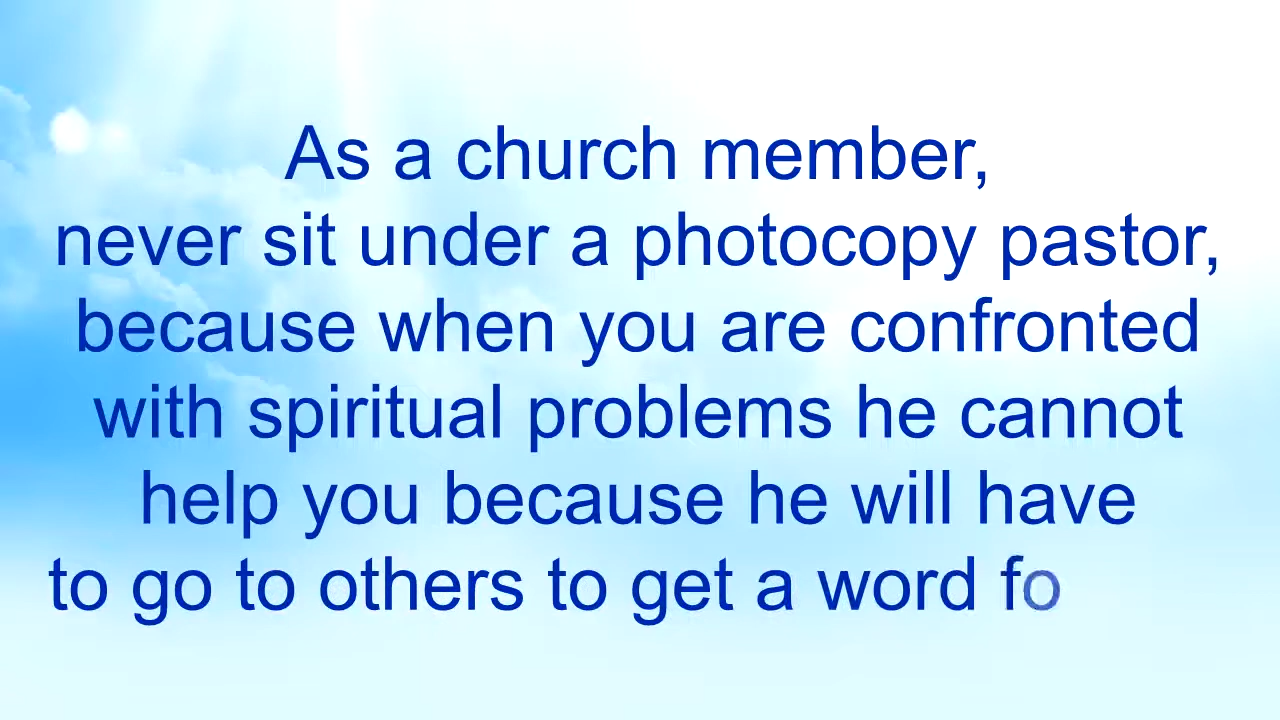 As a church member,
never sit under a photocopy pastor,
because when you are confronted
with spiritual problems he cannot
help you because he will have
to go to others to get a word fo